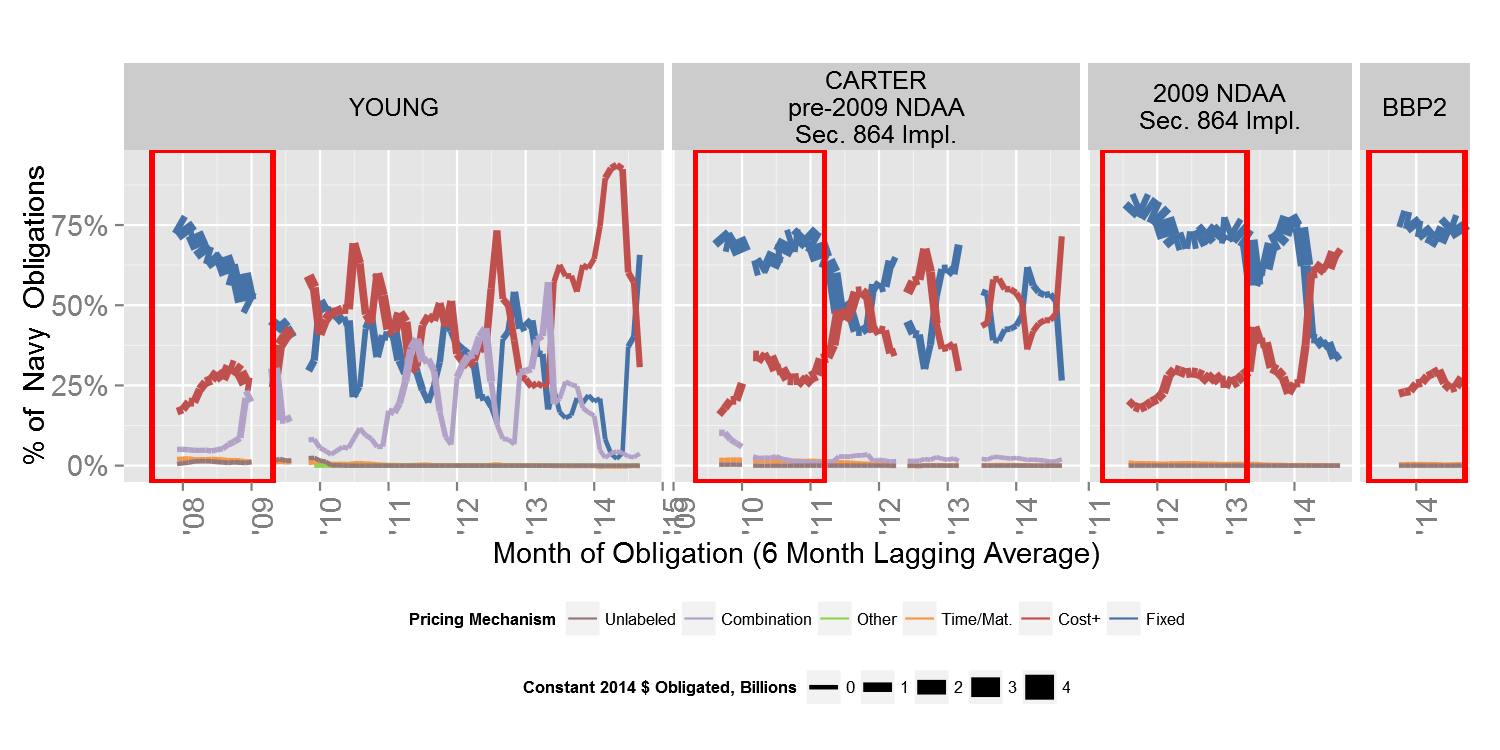 YOUNG
CARTER
pre-2009 NDAA
Sec. 864 Impl.
2009 NDAA
Sec. 864 Impl.
BBP2
% of Navy Obligations
75%
50%
25%
0%
'08 '09 '10 '11 '12 '13 '14 '15
'09 '10 '11 '12 '13 '14
'11 '12 '13 '14
'14
Month of Obligation (6 Month Lagging Average)
Pricing Mechanism Unlabeled Combination Other Time/Mat. Cost+ Fixed
Constant 2014 $ Obligated, Billions 0 1 2 3 4